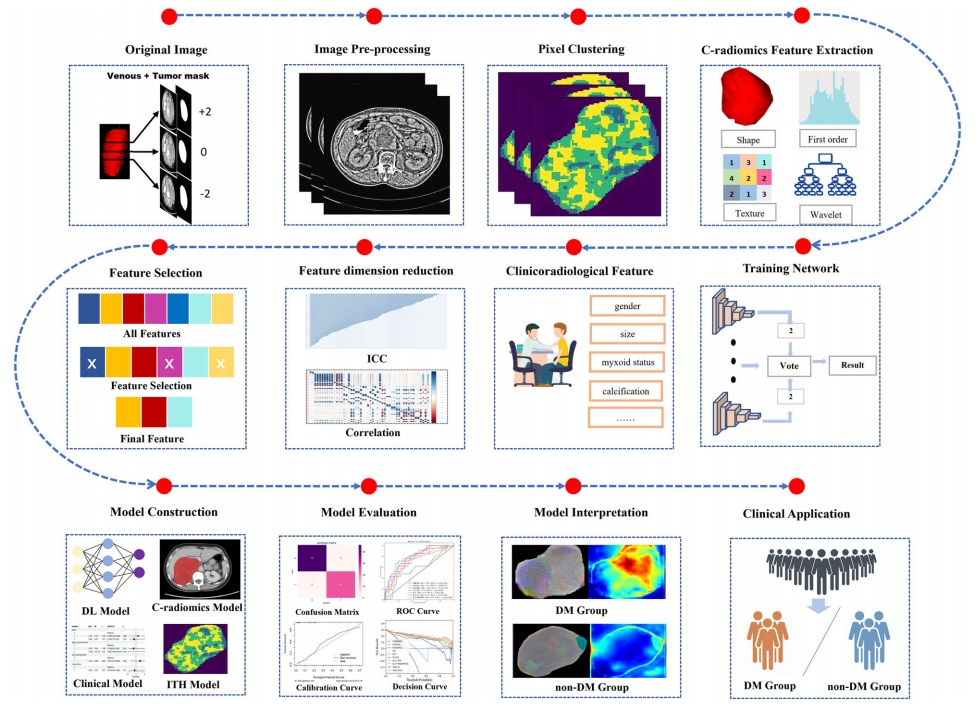 Original Image
Image Pre-processing
Pixel Clustering
C-radiomics Feature Extraction
Venous + Tumor mask
+2
0
-2
Shape
First order
1 3 1
4 2 2
2 1 3
Texture
Wavelet
Feature Selection
Feature dimension reduction
Clinicoradiological Feature
Training Network
All Features
X X X
Feature Selection
Final Feature
ICC
Correlation
gender
size
myxoid status
calcification
......
2
Vote
Result
2
Model Construction
Model Evaluation
Model Interpretation
Clinical Application
DL Model
C-radiomics Model
Clinical Model
ITH Model
Confusion Matrix
ROC Curve
Calibration Curve
Decision Curve
DM Group
non-DM Group
DM Group
non-DM Group